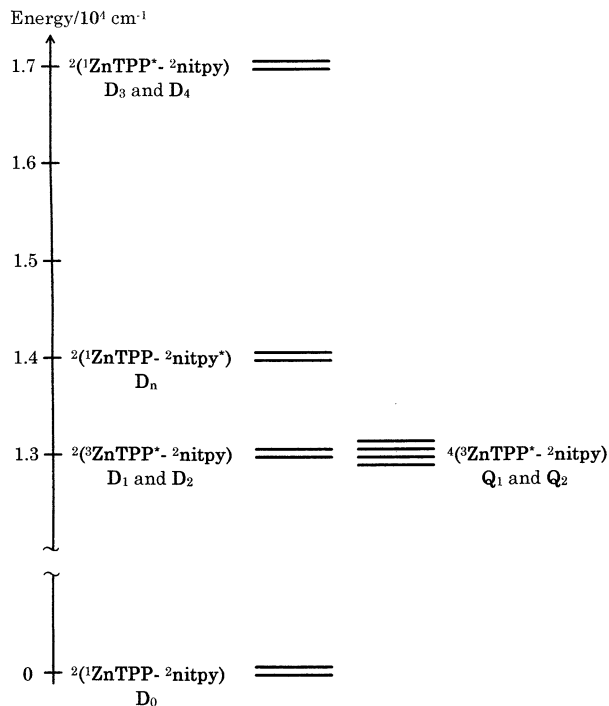 Energy/10⁴ cm⁻¹
1.7 ²(¹ZnTPP*- ²nitpy)
D₃ and D₄
1.6
1.5
1.4 ²(¹ZnTPP- ²nitpy*)
Dₙ
1.3 ²(³ZnTPP*- ²nitpy) ⁴(³ZnTPP*- ²nitpy)
D₁ and D₂ Q₁ and Q₂
0 ²(¹ZnTPP- ²nitpy)
D₀